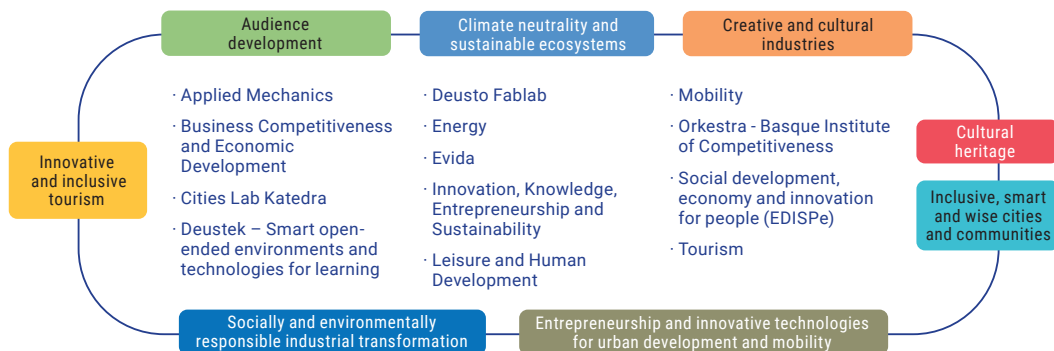 Audience
development
Climate neutrality and
sustainable ecosystems
Creative and cultural
industries
Innovative
and inclusive
tourism
· Applied Mechanics
· Business Competitiveness
and Economic
Development
· Cities Lab Katedra
· Deustek – Smart open-
ended environments and
technologies for learning
· Deusto Fablab
· Energy
· Evida
· Innovation, Knowledge,
Entrepreneurship and
Sustainability
· Leisure and Human
Development
· Mobility
· Orkestra - Basque Institute
of Competitiveness
· Social development,
economy and innovation
for people (EDISPe)
· Tourism
Cultural
heritage
Inclusive, smart
and wise cities
and communities
Socially and environmentally
responsible industrial transformation
Entrepreneurship and innovative technologies
for urban development and mobility